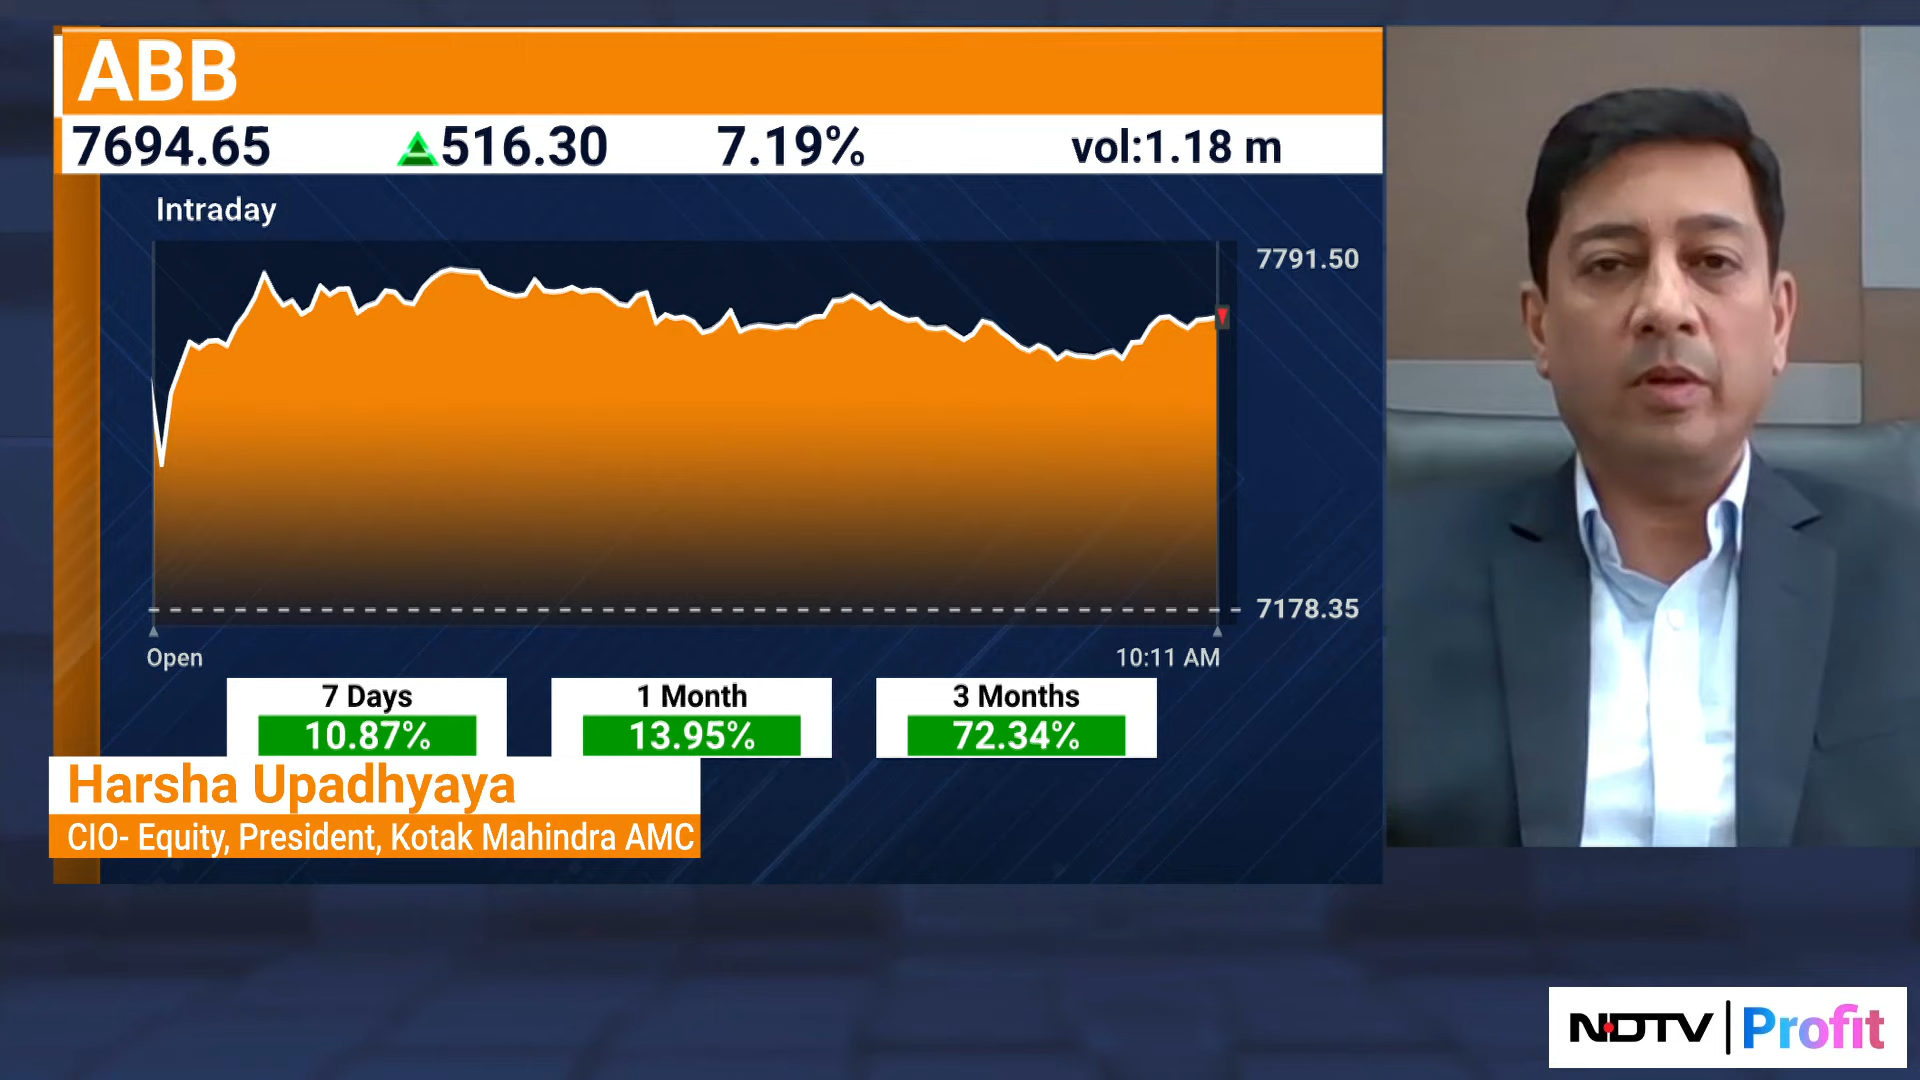 ABB
7694.65 516.30 7.19% vol:1.18 m
Intraday
7791.50
7178.35
Open 10:11 AM
7 Days 1 Month 3 Months
10.87% 13.95% 72.34%
Harsha Upadhyaya
CIO- Equity, President, Kotak Mahindra AMC
NDTV Profit